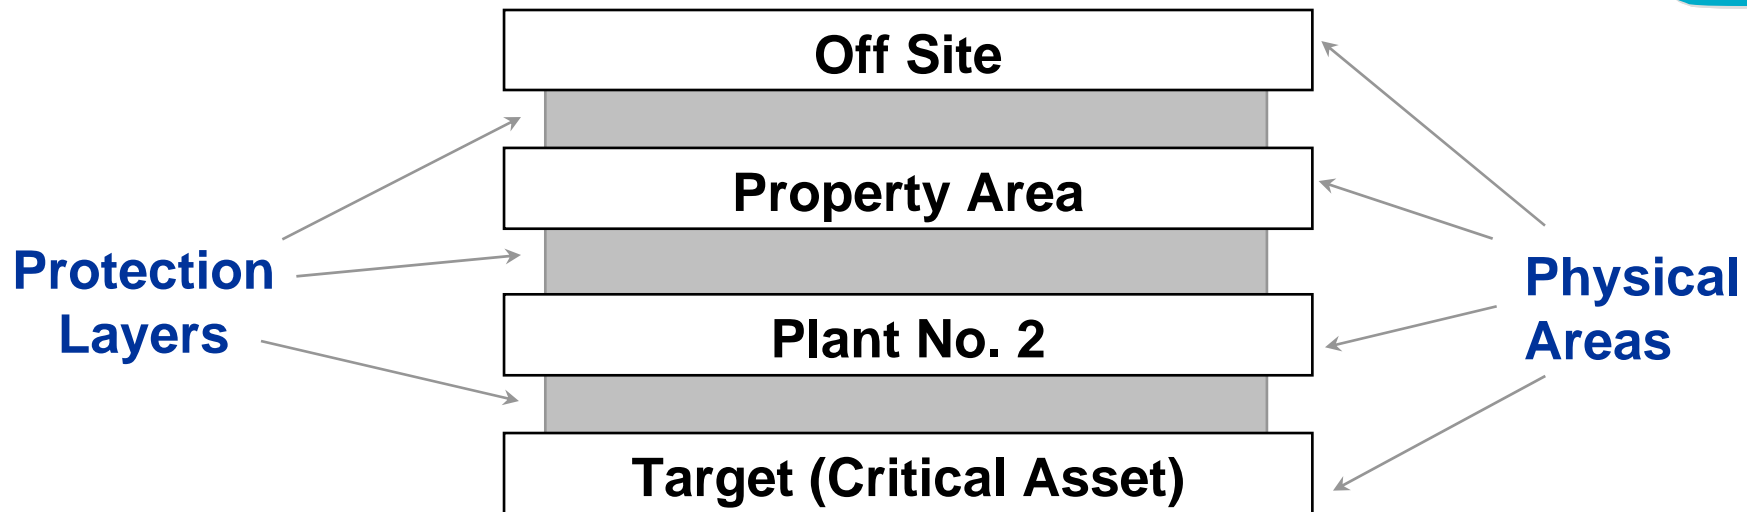 Off Site
Property Area
Protection
Layers
Plant No. 2
Physical
Areas
Target (Critical Asset)